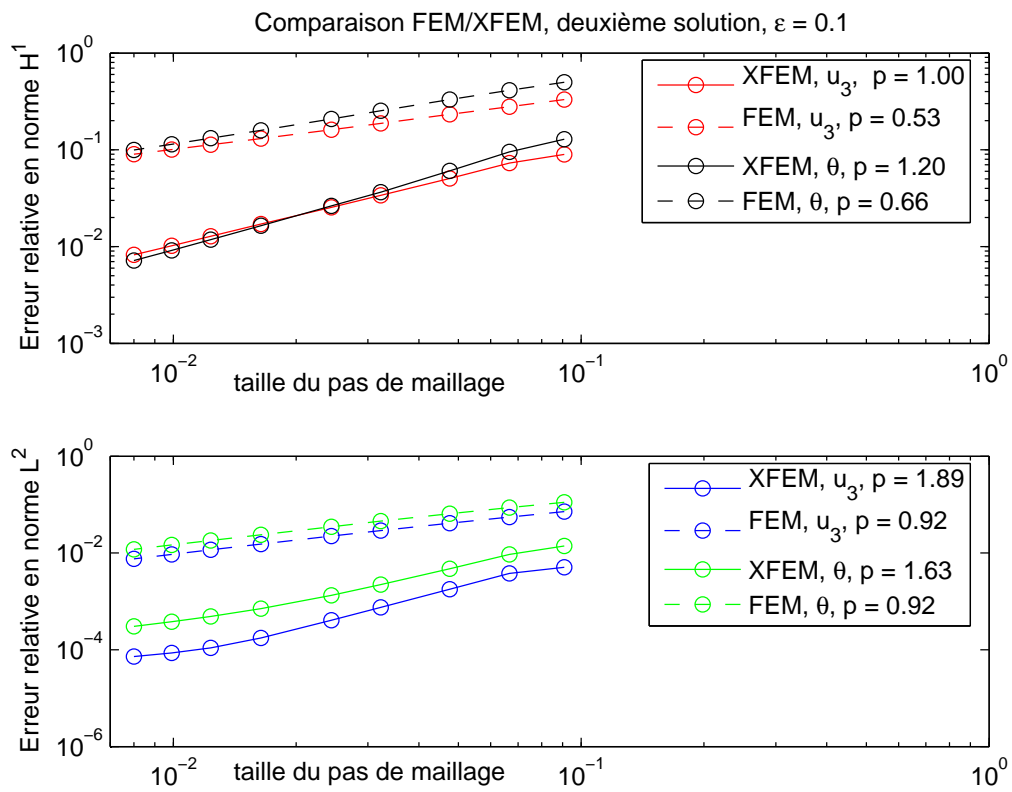 Comparaison FEM/XFEM, deuxième solution, ε = 0.1
Erreur relative en norme H^1
10^0
10^−1
10^−2
10^−3
XFEM, u_3, p = 1.00
FEM, u_3, p = 0.53
XFEM, θ, p = 1.20
FEM, θ, p = 0.66
10^−2
10^−1
10^0
taille du pas de maillage
Erreur relative en norme L^2
10^0
10^−2
10^−4
10^−6
XFEM, u_3, p = 1.89
FEM, u_3, p = 0.92
XFEM, θ, p = 1.63
FEM, θ, p = 0.92
10^−2
10^−1
10^0
taille du pas de maillage